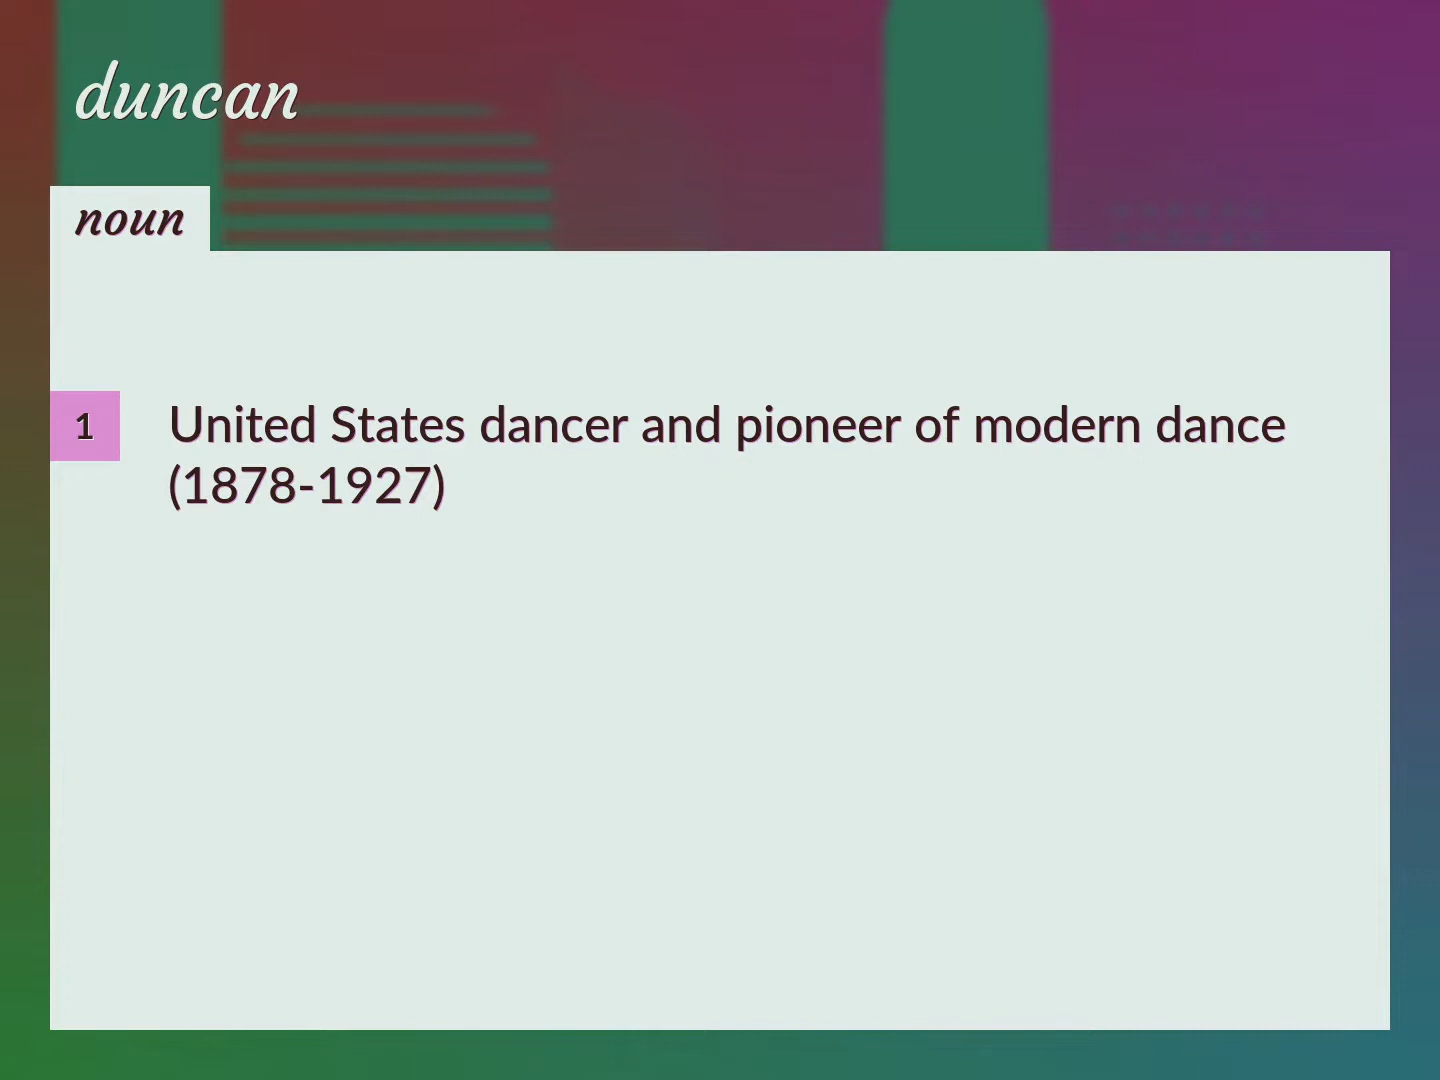 duncan
noun
1 United States dancer and pioneer of modern dance
(1878-1927)